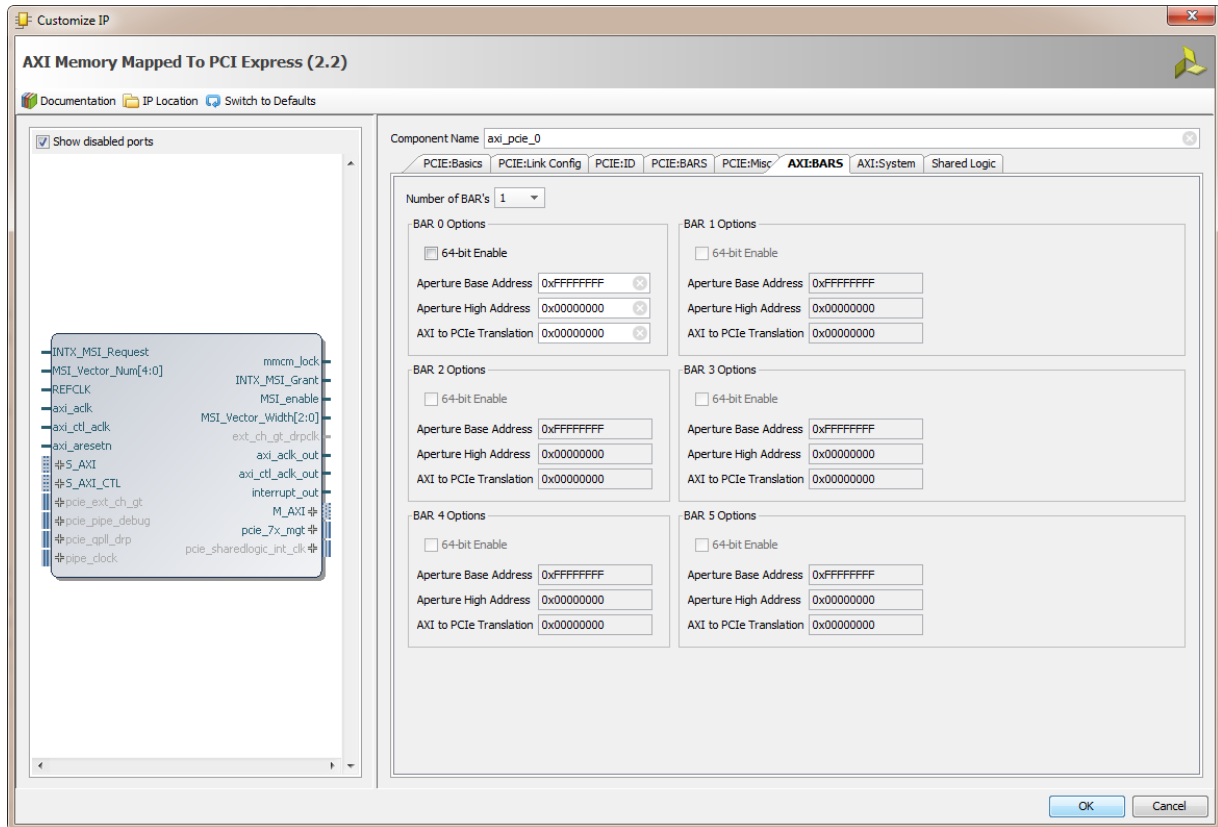 Customize IP
AXI Memory Mapped To PCI Express (2.2)
Documentation IP Location Switch to Defaults
Show disabled ports
INTX_MSI_Request
MSI_Vector_Num[4:0]
REFCLK
axi_aclk
axi_ctl_aclk
axi_aresetn
S_AXI
S_AXI_CTL
pcie_ext_ch_gt
pcie_pipe_debug
pcie_qpll_drp
pipe_clock
mmcm_lock
INTX_MSI_Grant
MSI_enable
MSI_Vector_Width[2:0]
ext_ch_gt_drpclk
axi_aclk_out
axi_ctl_aclk_out
interrupt_out
M_AXI
pcie_7x_mgt
pcie_sharedlogic_int_clk
Component Name axi_pcie_0
PCIE:Basics PCIE:Link Config PCIE:ID PCIE:BARS PCIE:Misc AXI:BARS AXI:System Shared Logic
Number of BAR's 1
BAR 0 Options
64-bit Enable
Aperture Base Address 0xFFFFFFFF
Aperture High Address 0x00000000
AXI to PCIe Translation 0x00000000
BAR 1 Options
64-bit Enable
Aperture Base Address 0xFFFFFFFF
Aperture High Address 0x00000000
AXI to PCIe Translation 0x00000000
BAR 2 Options
64-bit Enable
Aperture Base Address 0xFFFFFFFF
Aperture High Address 0x00000000
AXI to PCIe Translation 0x00000000
BAR 3 Options
64-bit Enable
Aperture Base Address 0xFFFFFFFF
Aperture High Address 0x00000000
AXI to PCIe Translation 0x00000000
BAR 4 Options
64-bit Enable
Aperture Base Address 0xFFFFFFFF
Aperture High Address 0x00000000
AXI to PCIe Translation 0x00000000
BAR 5 Options
64-bit Enable
Aperture Base Address 0xFFFFFFFF
Aperture High Address 0x00000000
AXI to PCIe Translation 0x00000000
OK Cancel